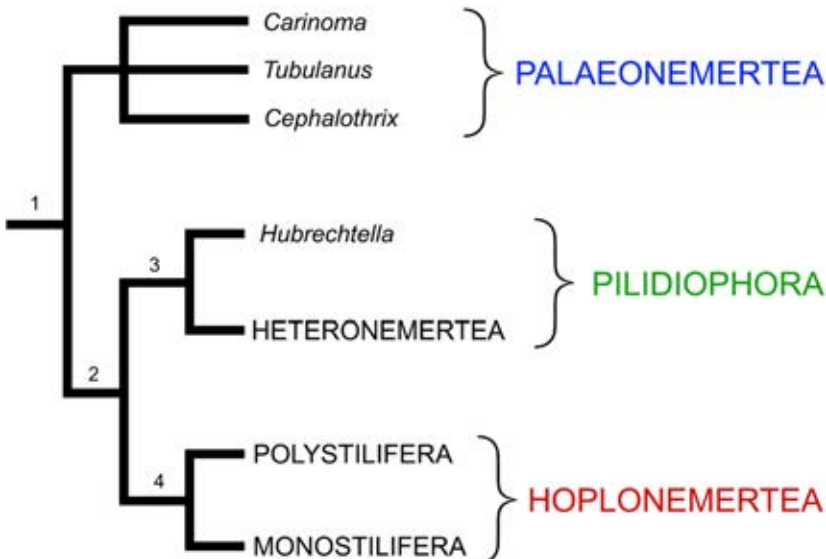 Carinoma
Tubulanus
Cephalothrix
PALAEONEMERTEA
1
Hubrechtella
3
PILIDIOPHORA
HETERONEMERTEA
2
POLYSTILIFERA
4
HOPLONEMERTEA
MONOSTILIFERA